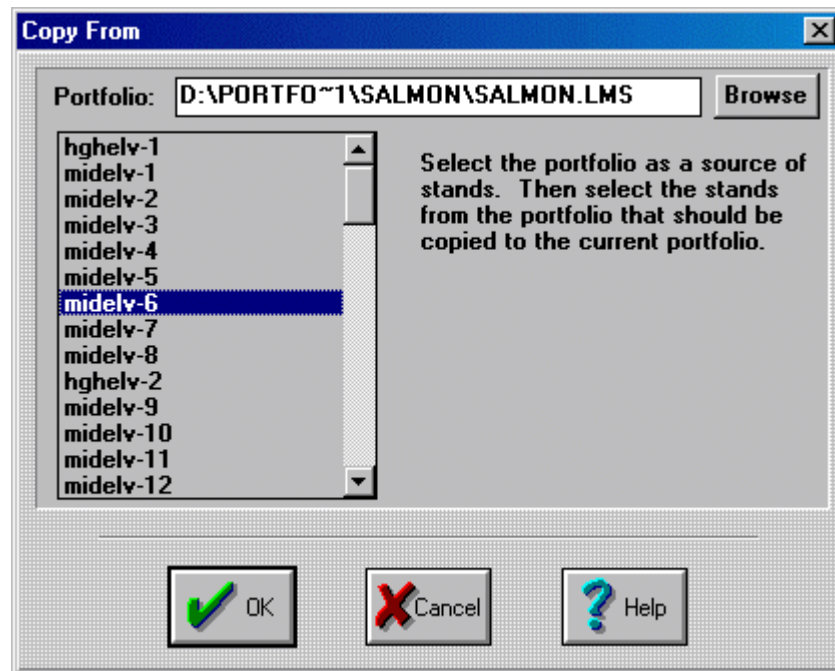 Copy From
Portfolio: D:\PORTFO~1\SALMON\SALMON.LMS Browse
hghelv-1
midelv-1
midelv-2
midelv-3
midelv-4
midelv-5
midelv-6
midelv-7
midelv-8
hghelv-2
midelv-9
midelv-10
midelv-11
midelv-12
Select the portfolio as a source of
stands. Then select the stands
from the portfolio that should be
copied to the current portfolio.
OK Cancel Help